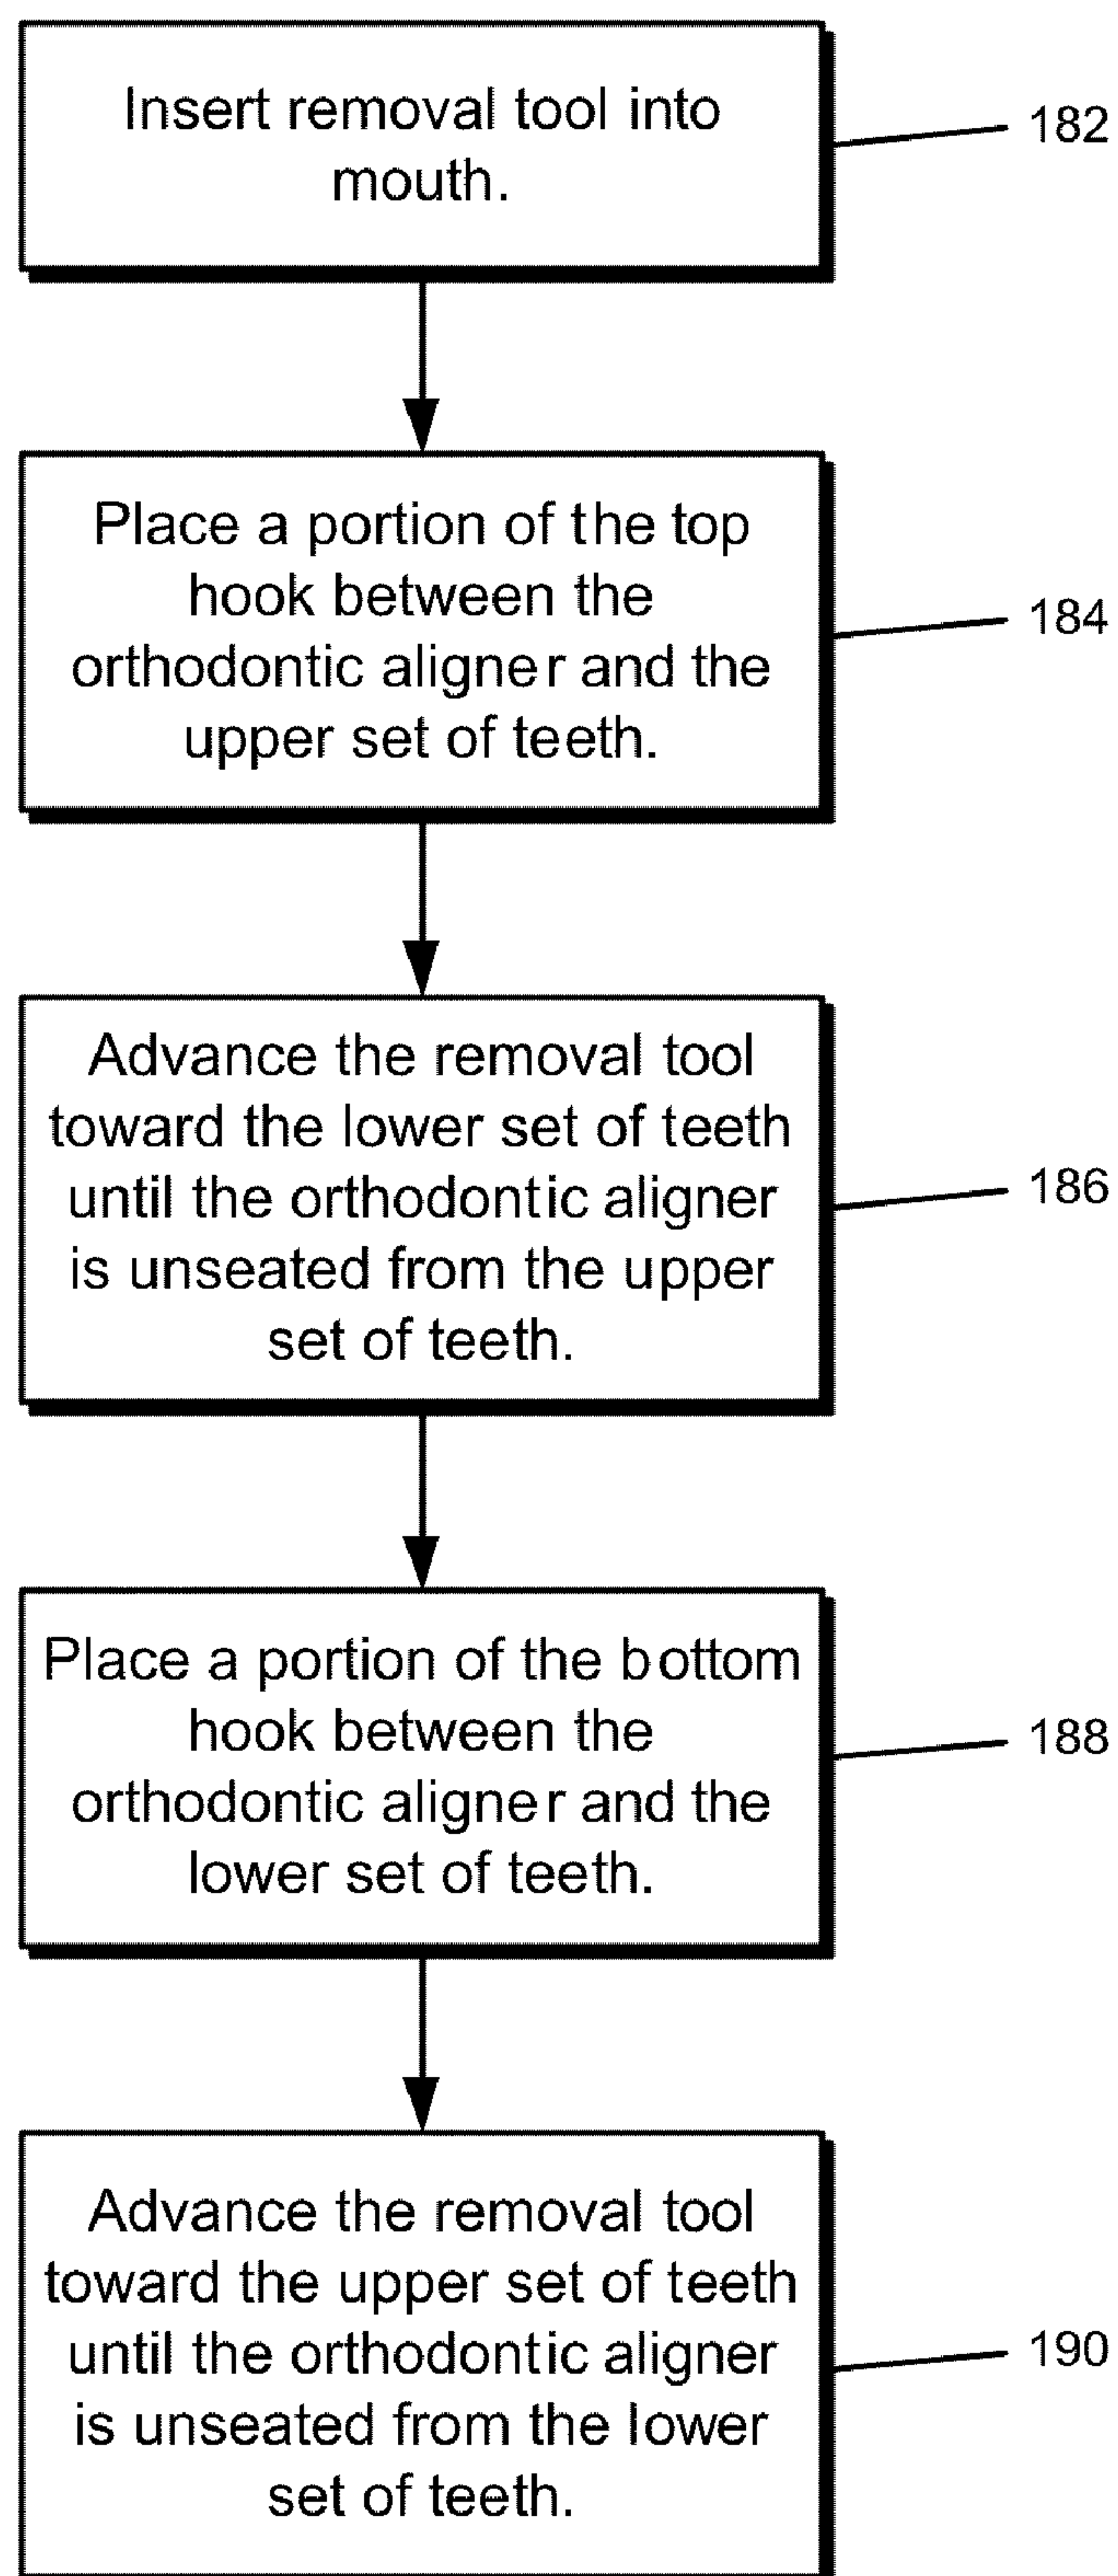 Insert removal tool into
mouth.
182
Place a portion of the top
hook between the
orthodontic aligner and the
upper set of teeth.
184
Advance the removal tool
toward the lower set of teeth
until the orthodontic aligner
is unseated from the upper
set of teeth.
186
Place a portion of the bottom
hook between the
orthodontic aligner and the
lower set of teeth.
188
Advance the removal tool
toward the upper set of teeth
until the orthodontic aligner
is unseated from the lower
set of teeth.
190